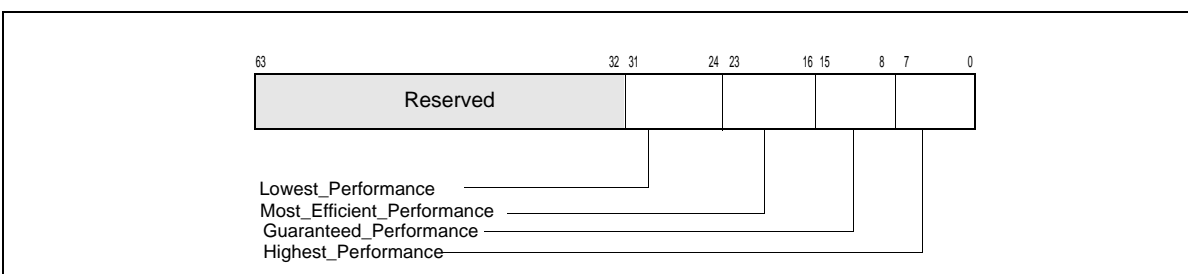 63 32 31 24 23 16 15 8 7 0
Reserved
Lowest_Performance
Most_Efficient_Performance
Guaranteed_Performance
Highest_Performance